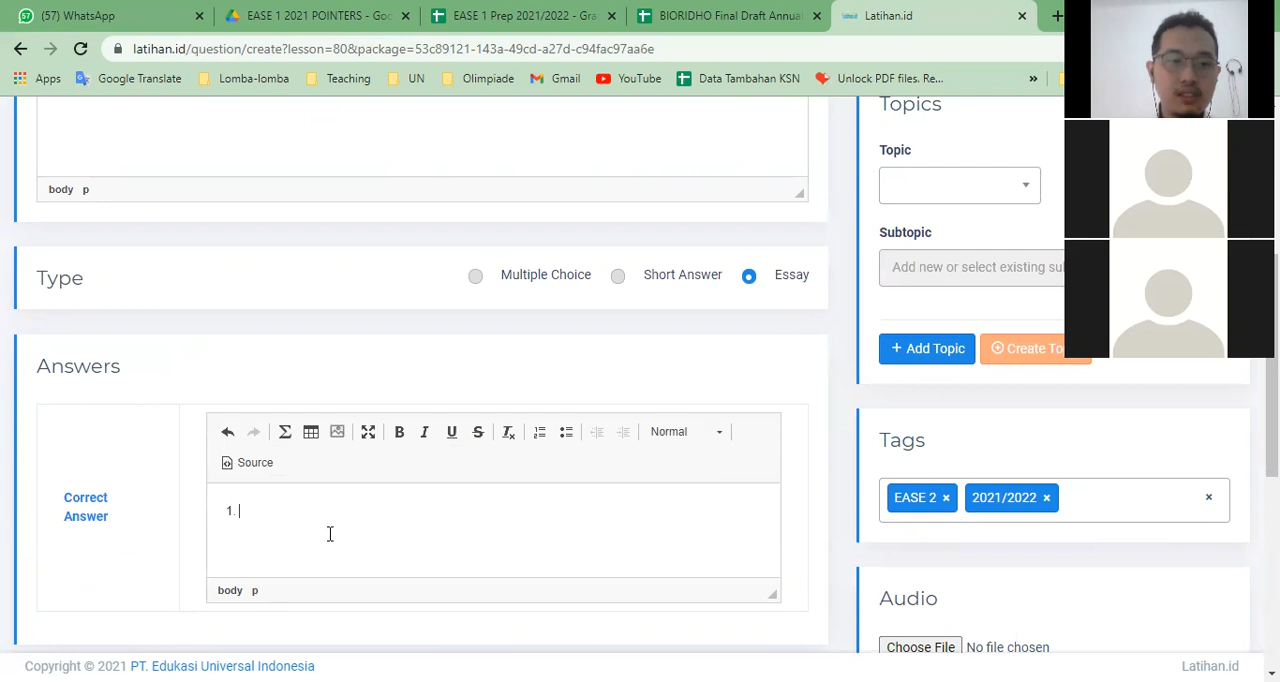 (57) WhatsApp
EASE 1 2021 POINTERS - Goo
EASE 1 Prep 2021/2022 - Gra
BIORIDHO Final Draft Annua
Latihan.id
latihan.id/question/create?lesson=80&package=53c89121-143a-49cd-a27d-c94fac97aa6e
Apps
Google Translate
Lomba-lomba
Teaching
UN
Olimpiade
Gmail
YouTube
Data Tambahan KSN
Unlock PDF files. Re...
»
body p
Type
Multiple Choice
Short Answer
Essay
Answers
Correct
Answer
B I U S Tx
Normal
Source
1.
body p
Topics
Topic
Subtopic
Add new or select existing sul
+ Add Topic
Create To
Tags
EASE 2 ×
2021/2022 ×
×
Audio
Choose File No file chosen
Copyright © 2021 PT. Edukasi Universal Indonesia
Latihan.id